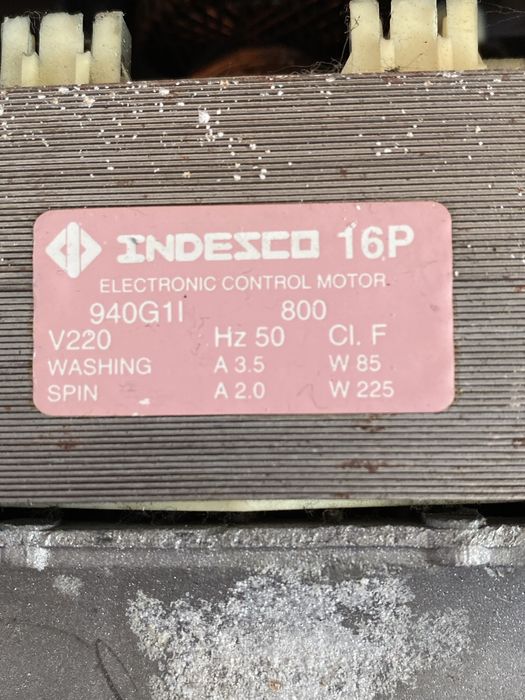 INDESCO 16P
ELECTRONIC CONTROL MOTOR
940G1I 800
V220 Hz 50 Cl. F
WASHING A 3.5 W 85
SPIN A 2.0 W 225